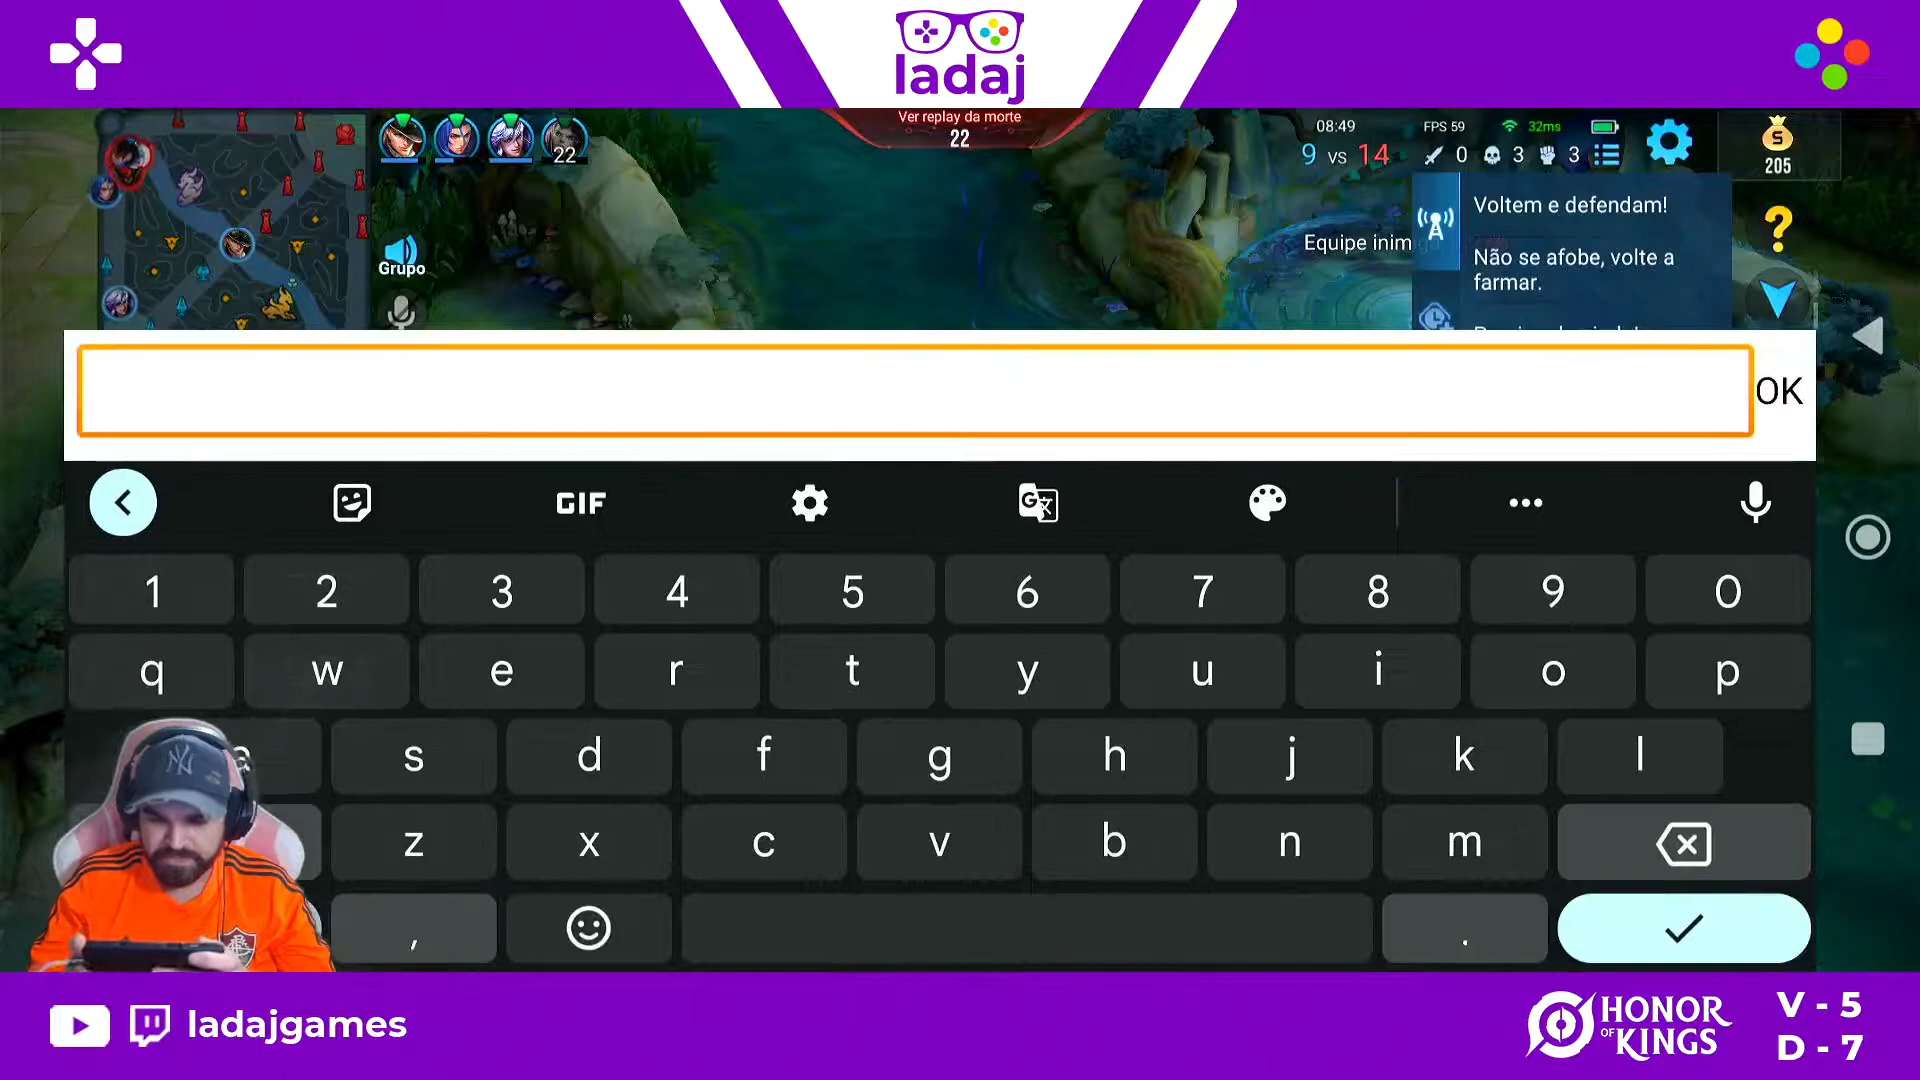 ladaj
Ver replay da morte
22
22
Grupo
08:49
FPS 59
32ms
9 vs 14
0
3
3
205
Voltem e defendam!
Equipe inim
Não se afobe, volte a
farmar.
OK
GIF
1 2 3 4 5 6 7 8 9 0
q w e r t y u i o p
s d f g h j k l
z x c v b n m
, .
ladajgames
HONOR
OF
KINGS
V - 5
D - 7